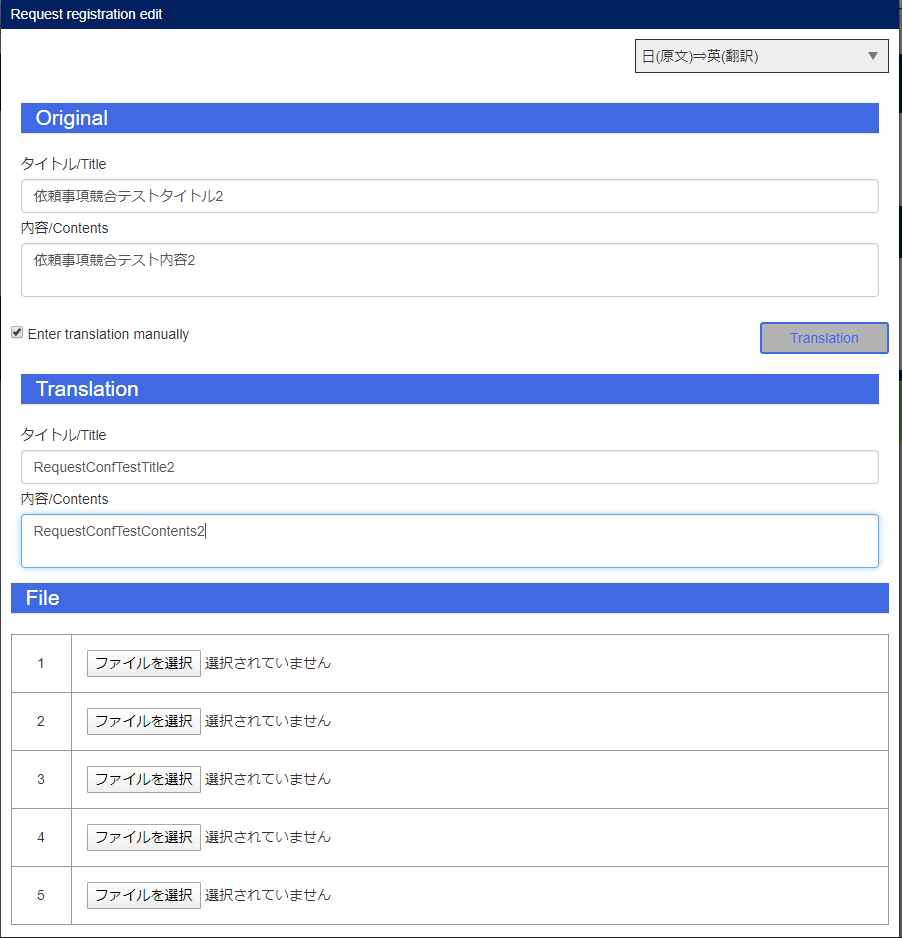 Request registration edit
日(原文)⇒英(翻訳)
Original
タイトル/Title
依頼事項競合テストタイトル2
内容/Contents
依頼事項競合テスト内容2
Enter translation manually
Translation
Translation
タイトル/Title
RequestConfTestTitle2
内容/Contents
RequestConfTestContents2
File
1 ファイルを選択 選択されていません
2 ファイルを選択 選択されていません
3 ファイルを選択 選択されていません
4 ファイルを選択 選択されていません
5 ファイルを選択 選択されていません